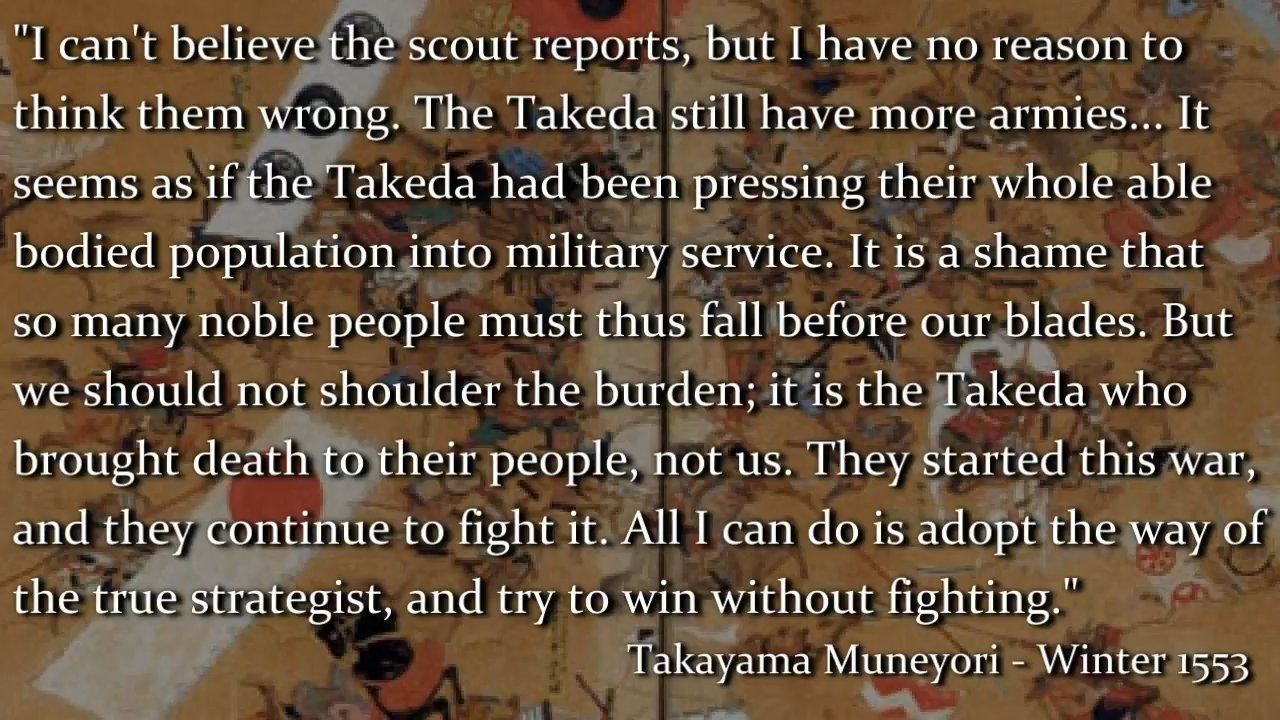 "I can't believe the scout reports, but I have no reason to
think them wrong. The Takeda still have more armies... It
seems as if the Takeda had been pressing their whole able
bodied population into military service. It is a shame that
so many noble people must thus fall before our blades. But
we should not shoulder the burden; it is the Takeda who
brought death to their people, not us. They started this war,
and they continue to fight it. All I can do is adopt the way of
the true strategist, and try to win without fighting."
Takayama Muneyori - Winter 1553